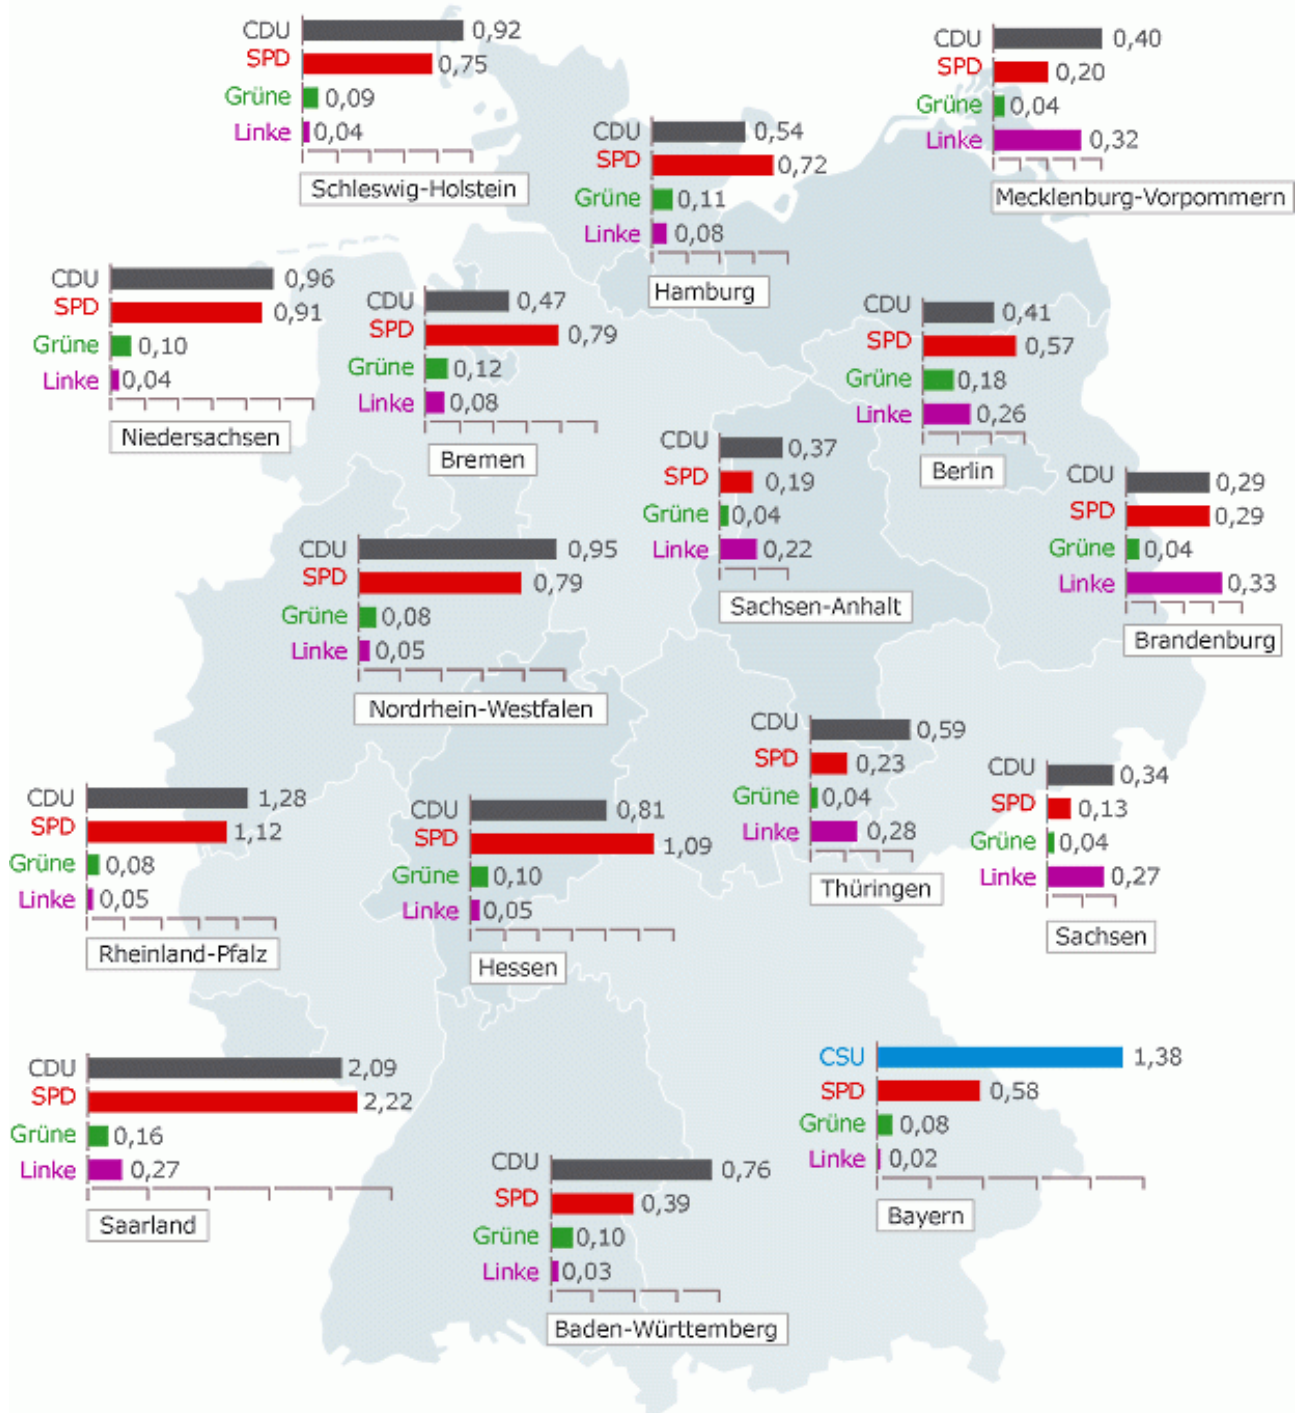 CDU 0,92
SPD 0,75
Grüne 0,09
Linke 0,04
Schleswig-Holstein
CDU 0,40
SPD 0,20
Grüne 0,04
Linke 0,32
Mecklenburg-Vorpommern
CDU 0,54
SPD 0,72
Grüne 0,11
Linke 0,08
Hamburg
CDU 0,96
SPD 0,91
Grüne 0,10
Linke 0,04
Niedersachsen
CDU 0,47
SPD 0,79
Grüne 0,12
Linke 0,08
Bremen
CDU 0,41
SPD 0,57
Grüne 0,18
Linke 0,26
Berlin
CDU 0,37
SPD 0,19
Grüne 0,04
Linke 0,22
Sachsen-Anhalt
CDU 0,29
SPD 0,29
Grüne 0,04
Linke 0,33
Brandenburg
CDU 0,95
SPD 0,79
Grüne 0,08
Linke 0,05
Nordrhein-Westfalen
CDU 0,59
SPD 0,23
Grüne 0,04
Linke 0,28
Thüringen
CDU 0,34
SPD 0,13
Grüne 0,04
Linke 0,27
Sachsen
CDU 1,28
SPD 1,12
Grüne 0,08
Linke 0,05
Rheinland-Pfalz
CDU 0,81
SPD 1,09
Grüne 0,10
Linke 0,05
Hessen
CDU 2,09
SPD 2,22
Grüne 0,16
Linke 0,27
Saarland
CSU 1,38
SPD 0,58
Grüne 0,08
Linke 0,02
Bayern
CDU 0,76
SPD 0,39
Grüne 0,10
Linke 0,03
Baden-Württemberg